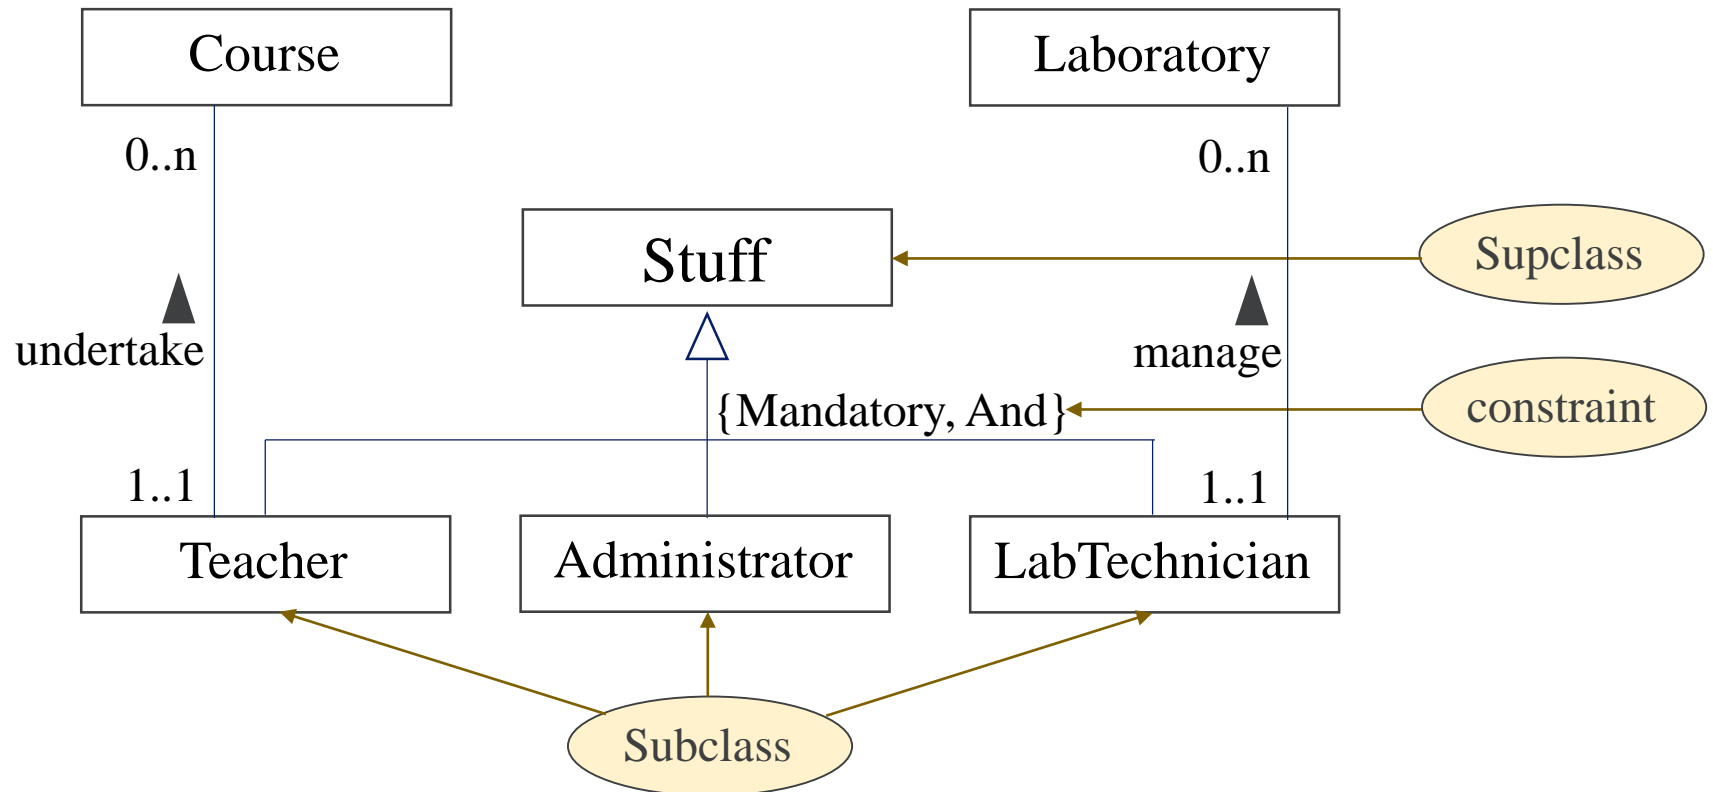 Course
Laboratory
0..n
0..n
Stuff
Supclass
undertake
manage
{Mandatory, And}
constraint
1..1
1..1
Teacher
Administrator
LabTechnician
Subclass